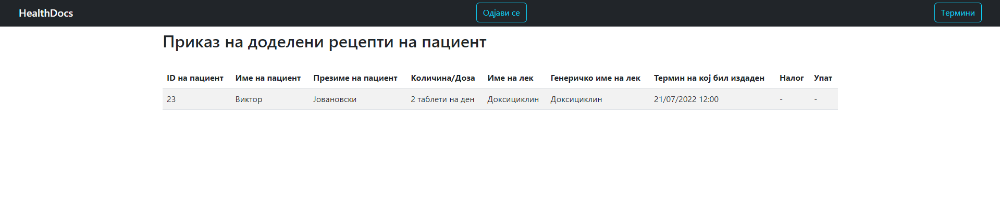 HealthDocs Одјави се Термини
Приказ на доделени рецепти на пациент
ID на пациент Име на пациент Презиме на пациент Количина/Доза Име на лек Генеричко име на лек Термин на кој бил издаден Налог Упат
23 Виктор Јовановски 2 таблети на ден Доксициклин Доксициклин 21/07/2022 12:00 - -